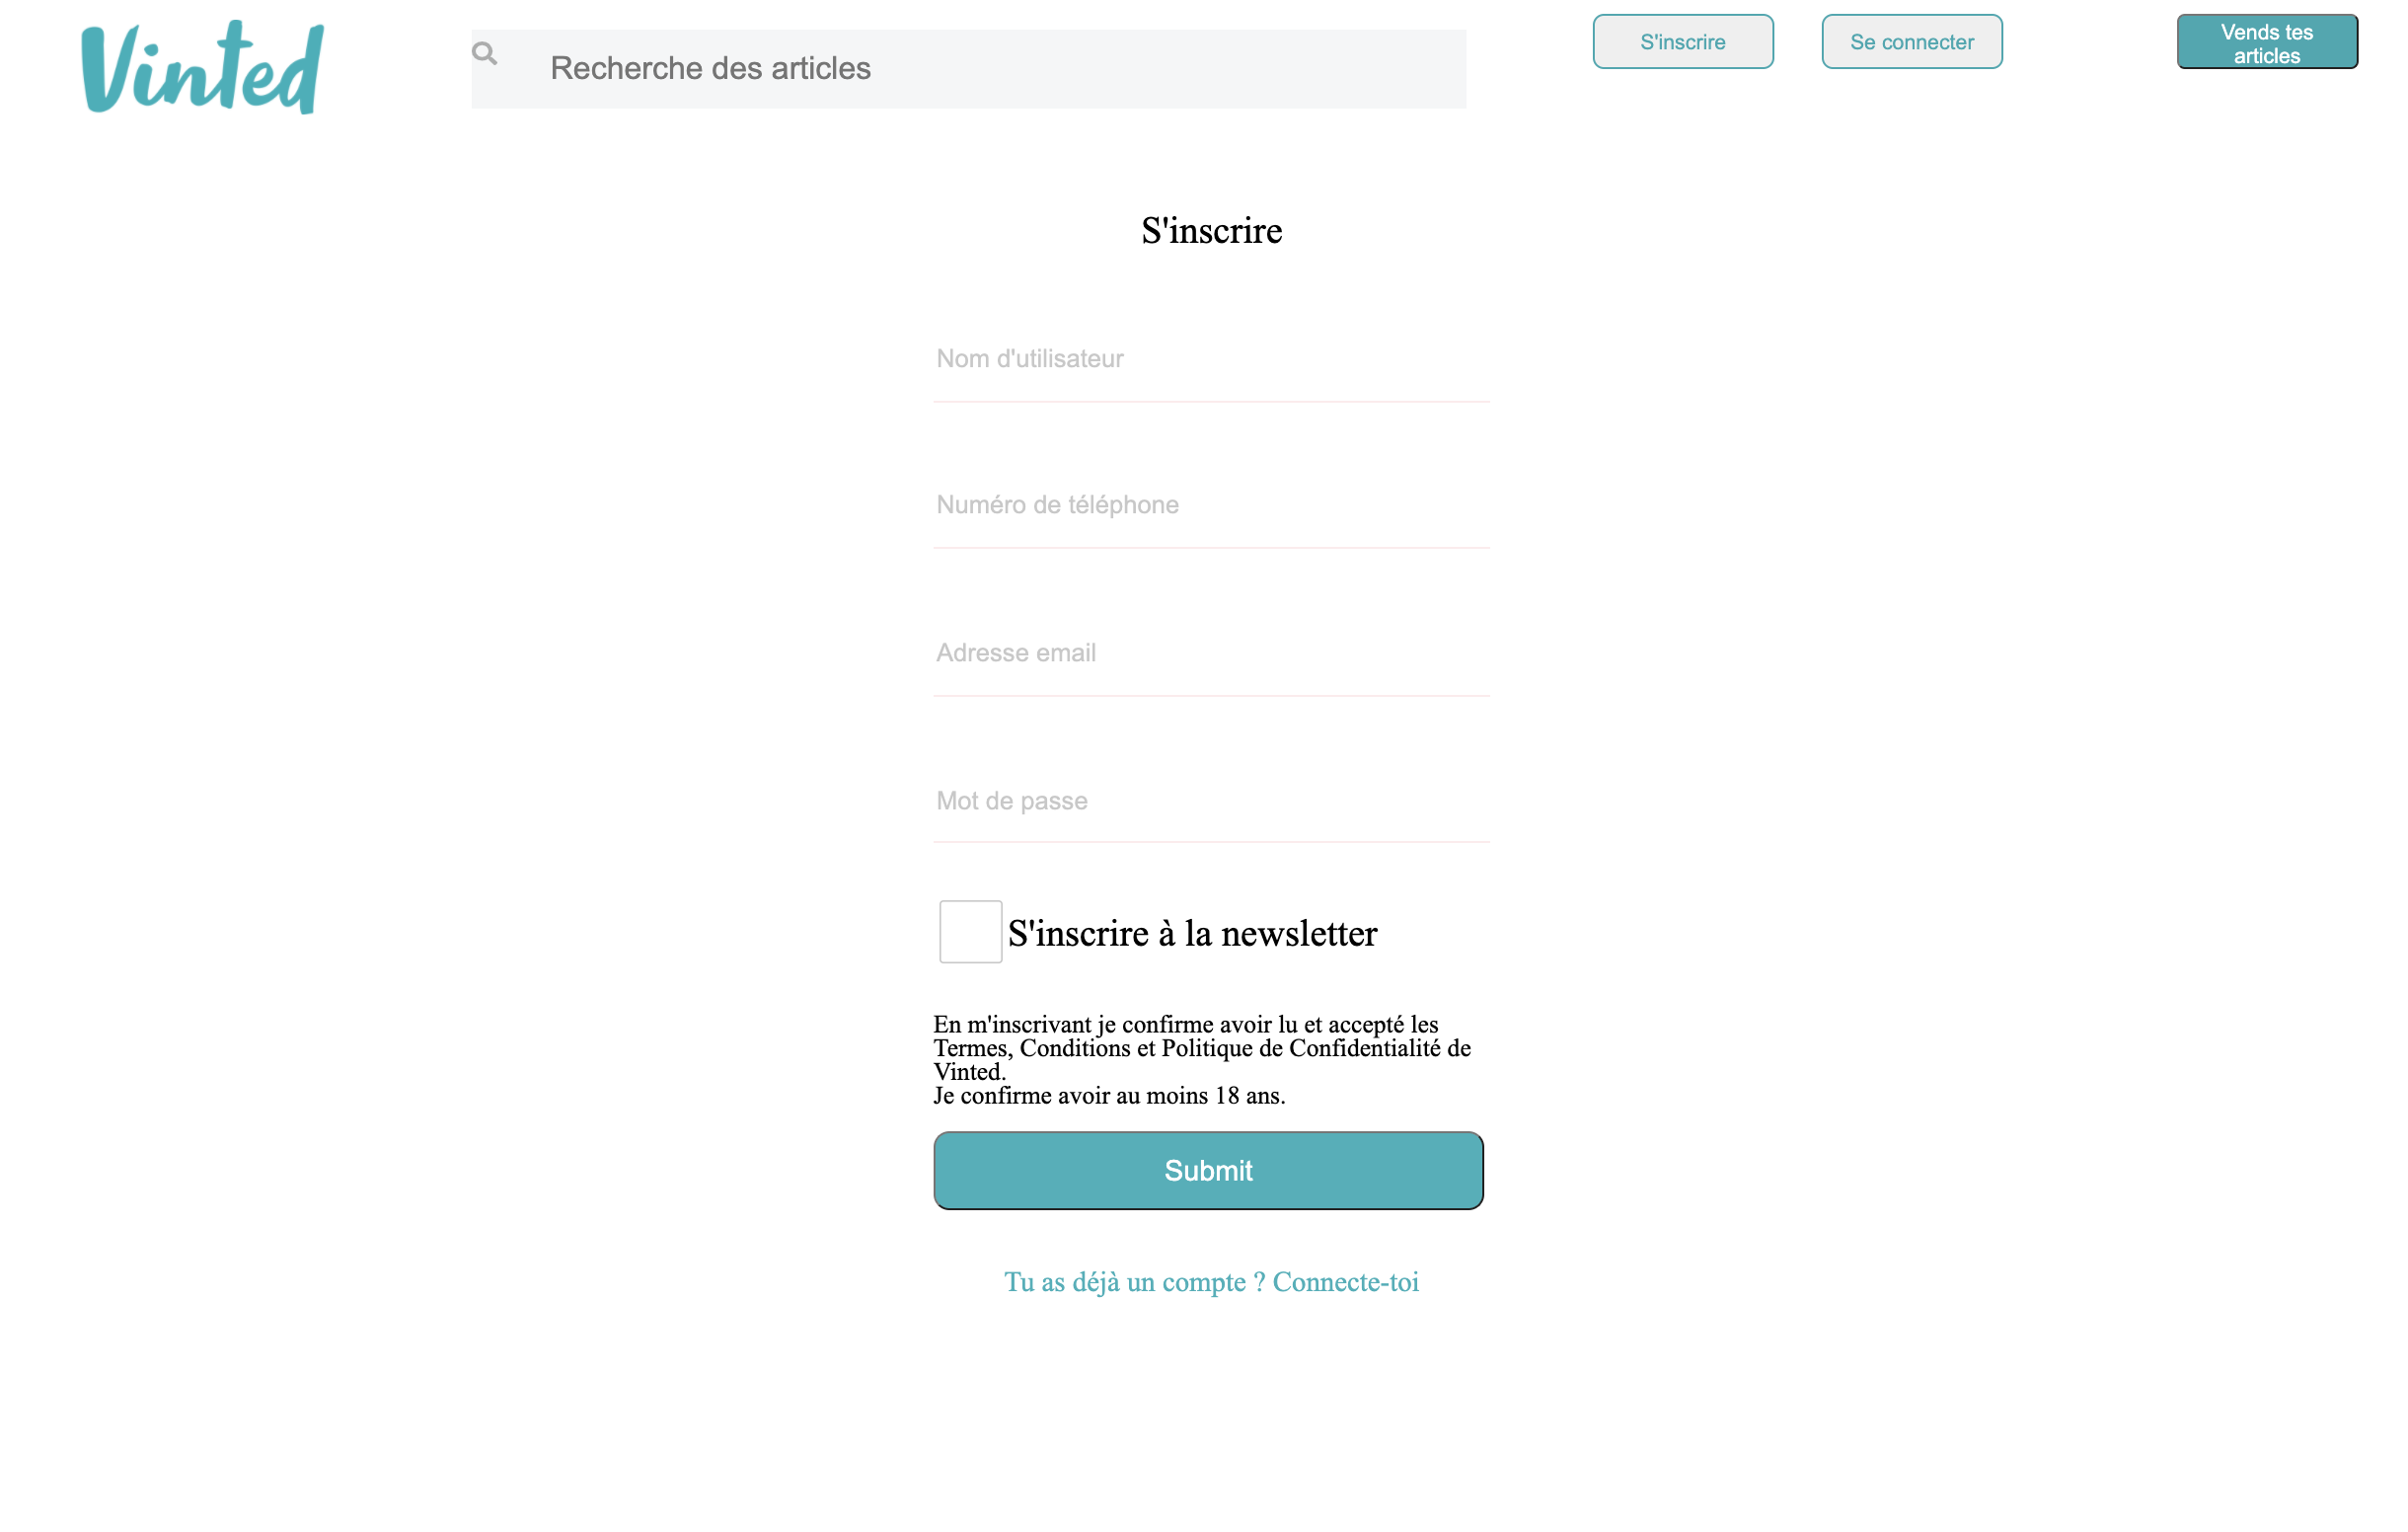 Vinted
Recherche des articles
S'inscrire
Se connecter
Vends tes
articles
S'inscrire
Nom d'utilisateur
Numéro de téléphone
Adresse email
Mot de passe
S'inscrire à la newsletter
En m'inscrivant je confirme avoir lu et accepté les
Termes, Conditions et Politique de Confidentialité de
Vinted.
Je confirme avoir au moins 18 ans.
Submit
Tu as déjà un compte ? Connecte-toi